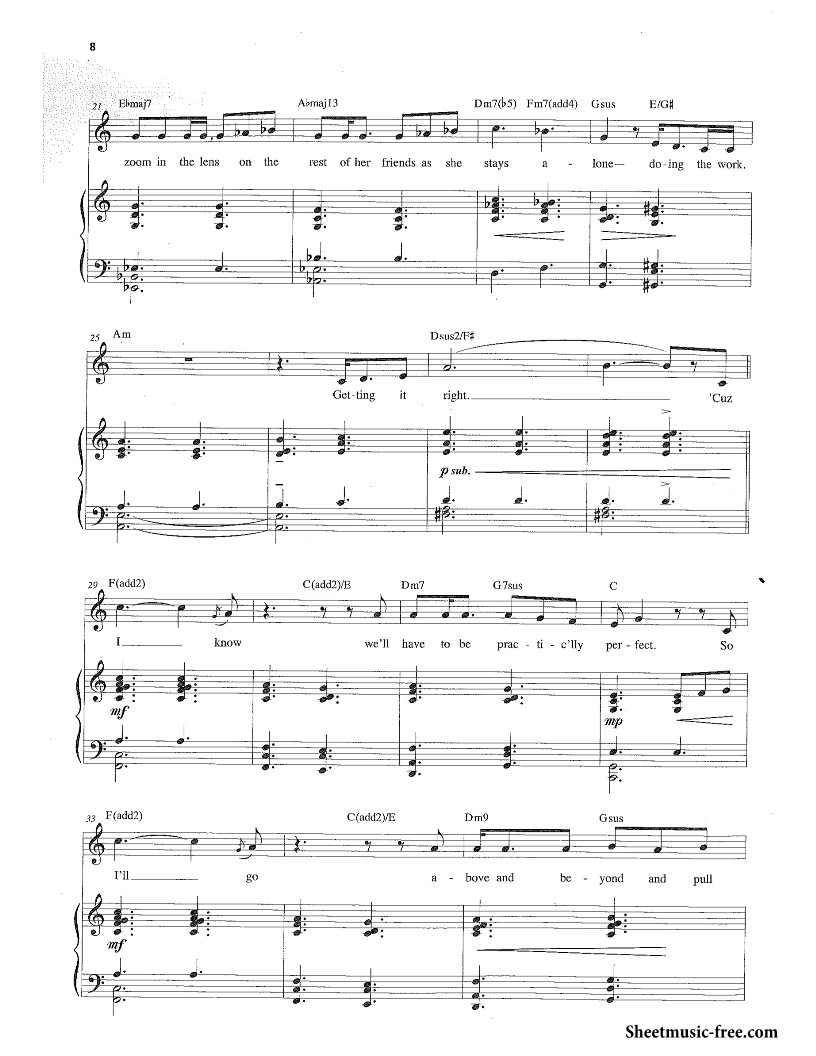 8
21 E♭maj7 A♭maj13 Dm7(♭5) Fm7(add4) Gsus E/G♯
zoom in the lens on the rest of her friends as she stays a - lone— do-ing the work.
25 Am Dsus2/F♯
Get-ting it right. 'Cuz
p sub.
29 F(add2) C(add2)/E Dm7 G7sus C
I know we'll have to be prac - ti - c'lly per - fect. So
mf mp
33 F(add2) C(add2)/E Dm9 Gsus
I'll go a - bove and be - yond and pull
mf
Sheetmusic-free.com